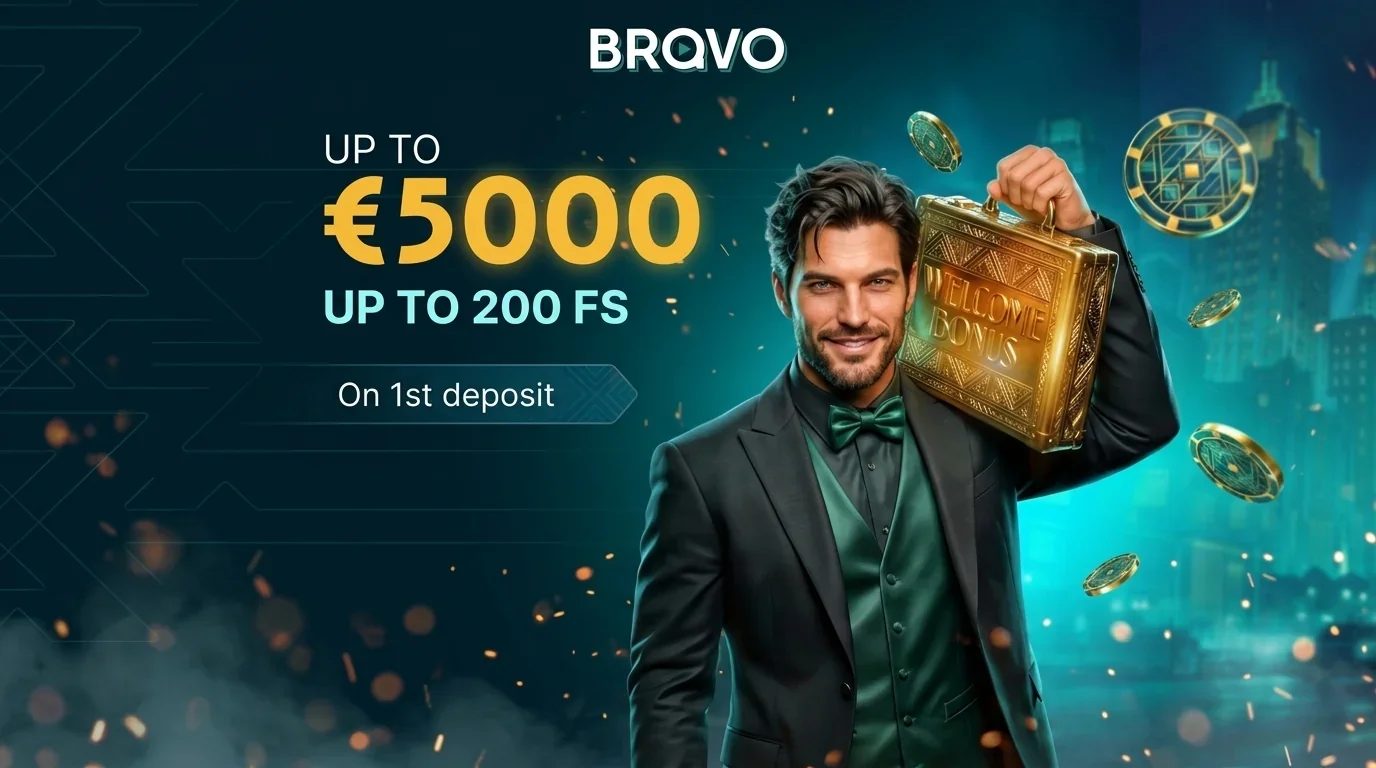 BRAVO
UP TO
€5000
UP TO 200 FS
On 1st deposit
WELCOME
BONUS